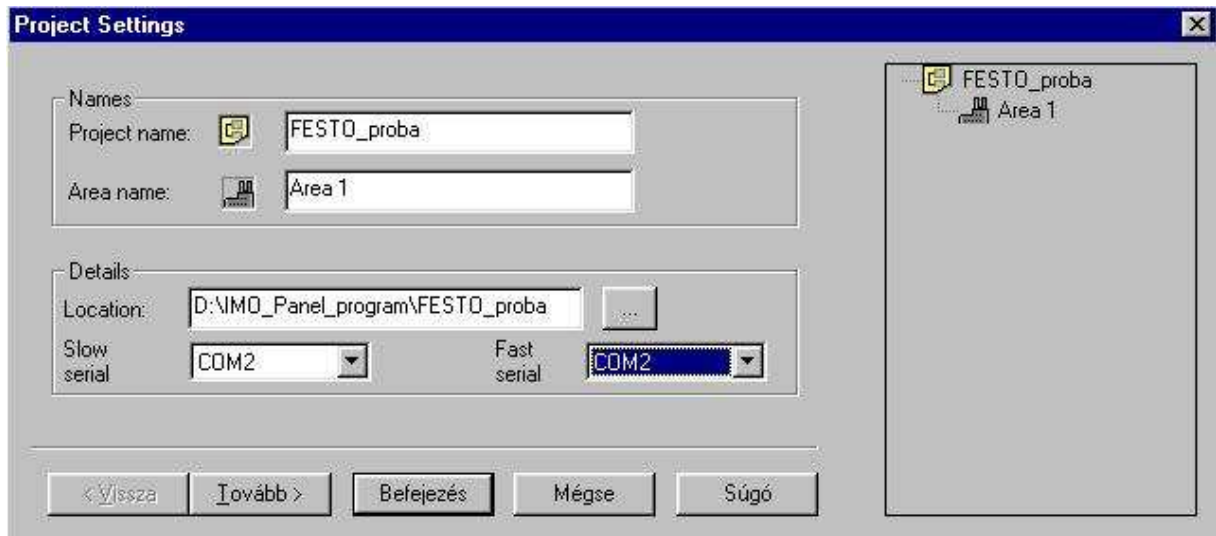 Project Settings
Names
Project name: FESTO_proba
Area name: Area 1
Details
Location: D:\IMO_Panel_program\FESTO_proba ...
Slow serial COM2 Fast serial COM2
< Vissza Tovább > Befejezés Mégse Súgó
FESTO_proba
Area 1